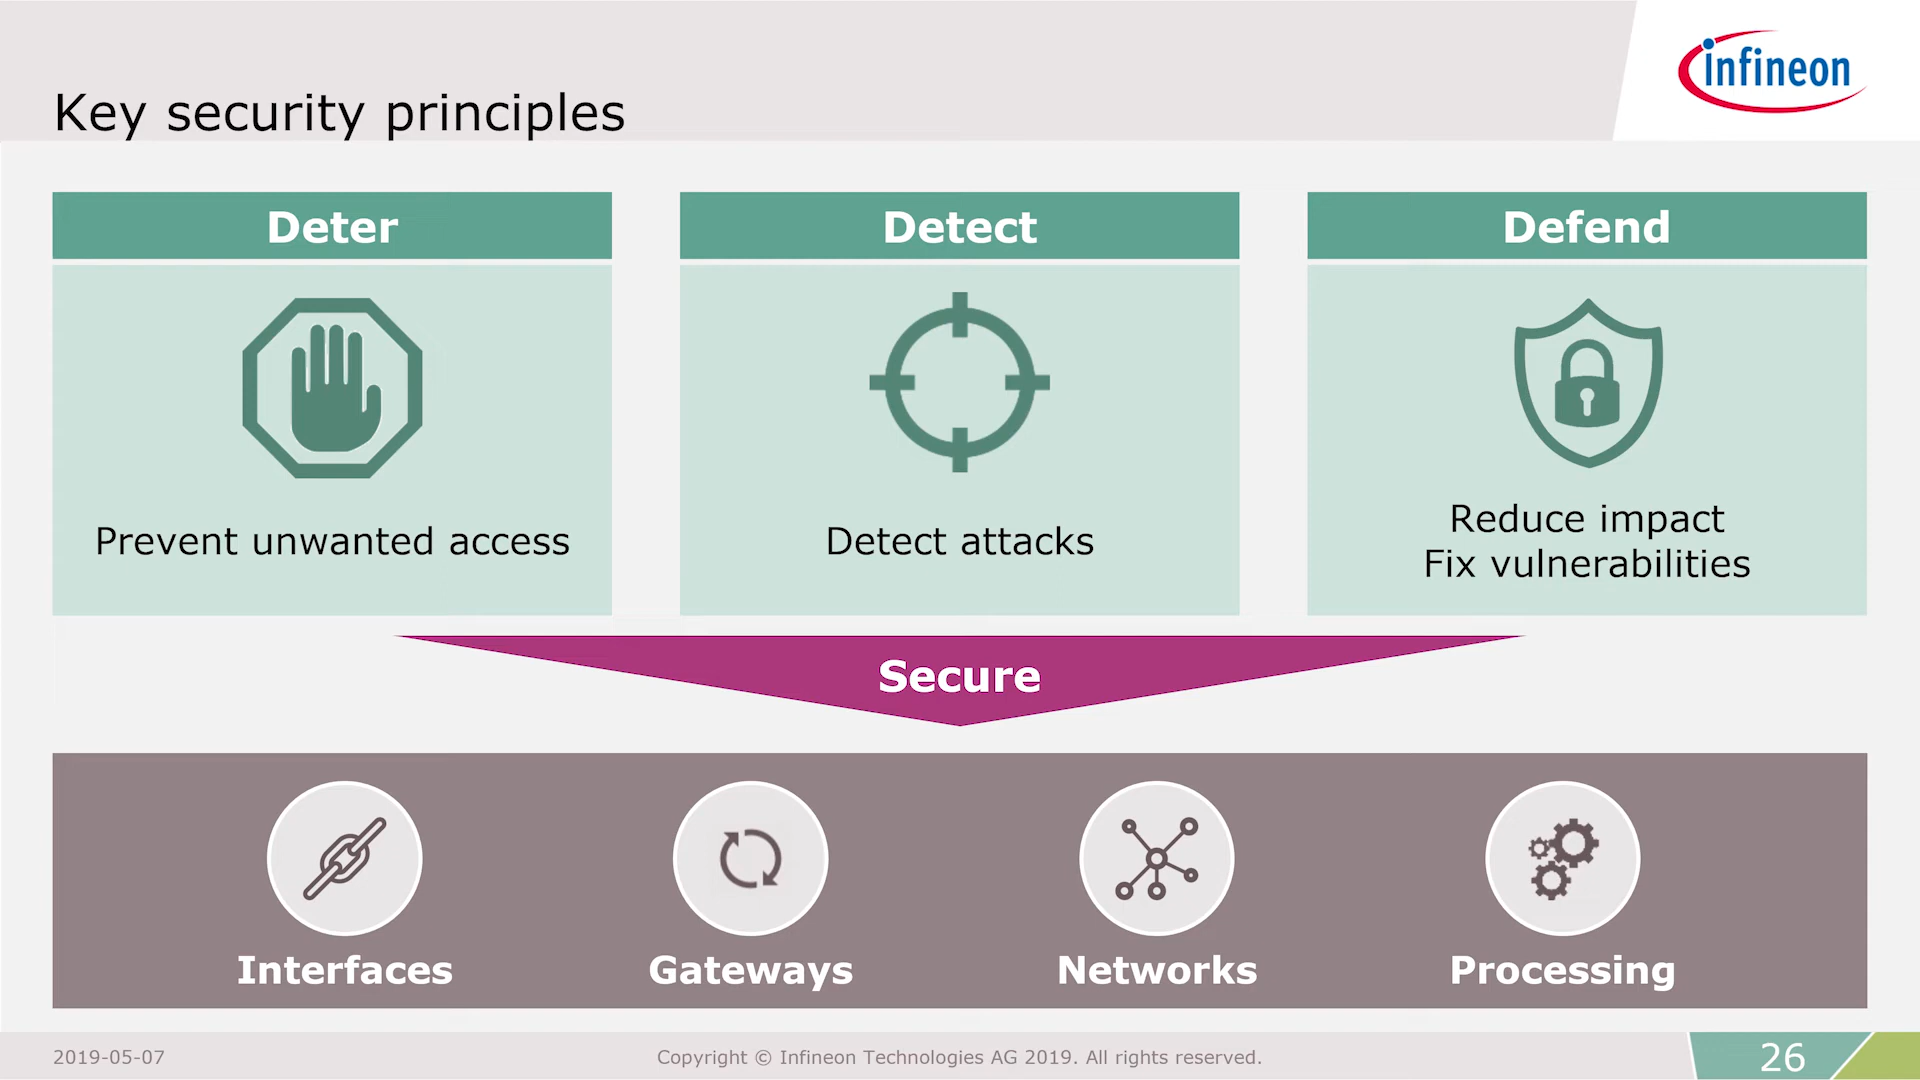 Key security principles
infineon
Deter
Detect
Defend
Prevent unwanted access
Detect attacks
Reduce impact
Fix vulnerabilities
Secure
Interfaces
Gateways
Networks
Processing
2019-05-07
Copyright © Infineon Technologies AG 2019. All rights reserved.
26